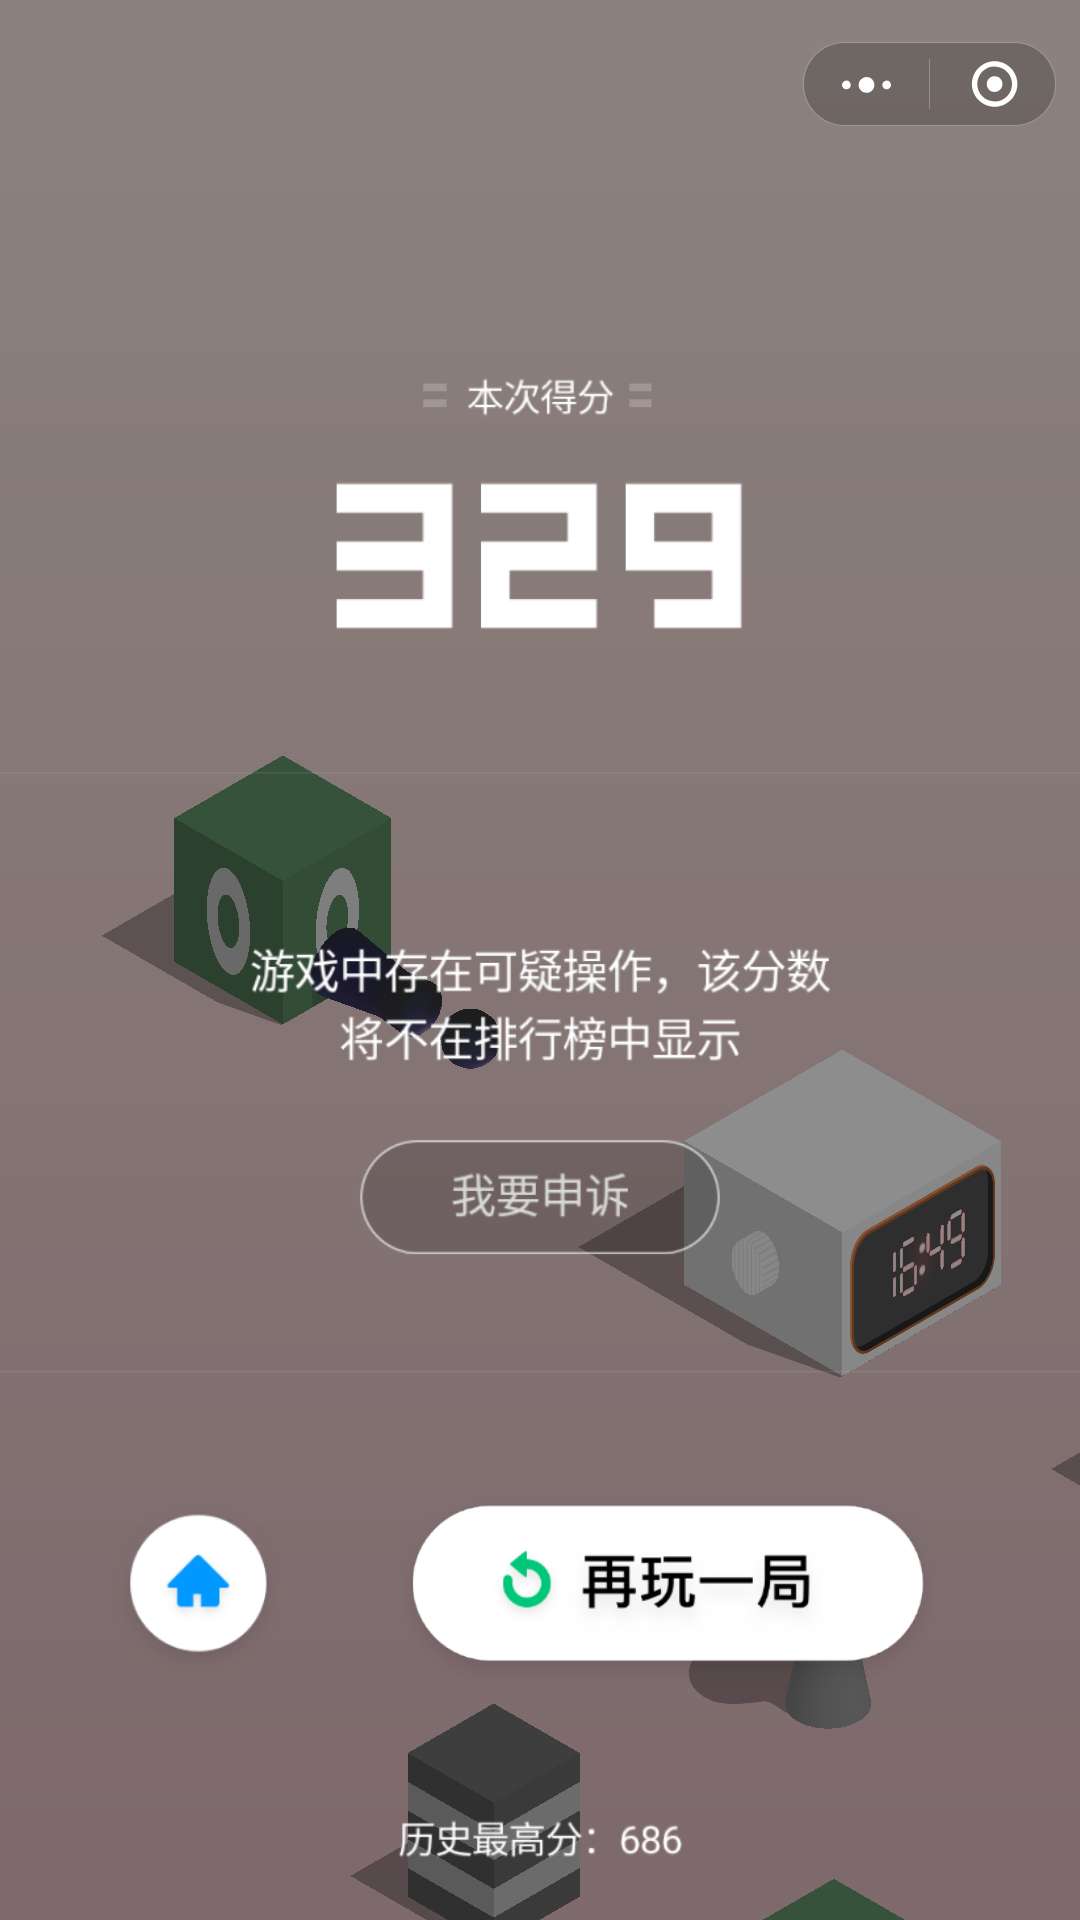 本次得分
329
游戏中存在可疑操作，该分数
将不在排行榜中显示
我要申诉
16:49
再玩一局
历史最高分：686